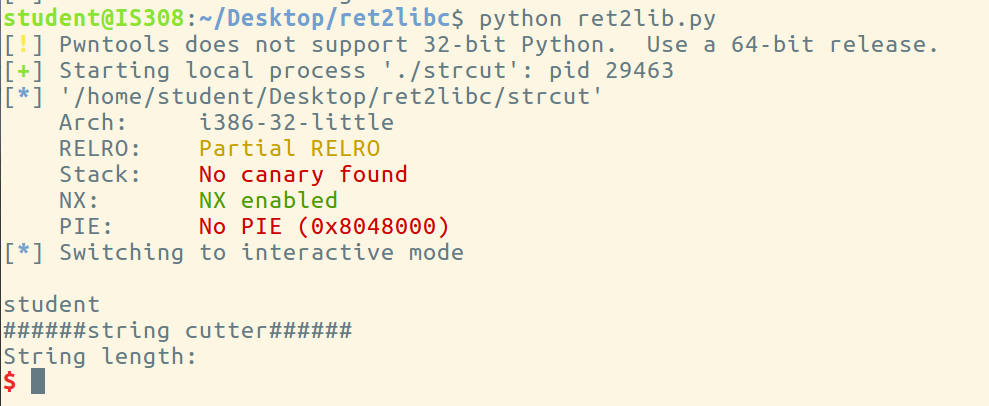 student@IS308:~/Desktop/ret2libc$ python ret2lib.py
[!] Pwntools does not support 32-bit Python.  Use a 64-bit release.
[+] Starting local process './strcut': pid 29463
[*] '/home/student/Desktop/ret2libc/strcut'
    Arch:     i386-32-little
    RELRO:    Partial RELRO
    Stack:    No canary found
    NX:       NX enabled
    PIE:      No PIE (0x8048000)
[*] Switching to interactive mode
student
######string cutter######
String length:
$